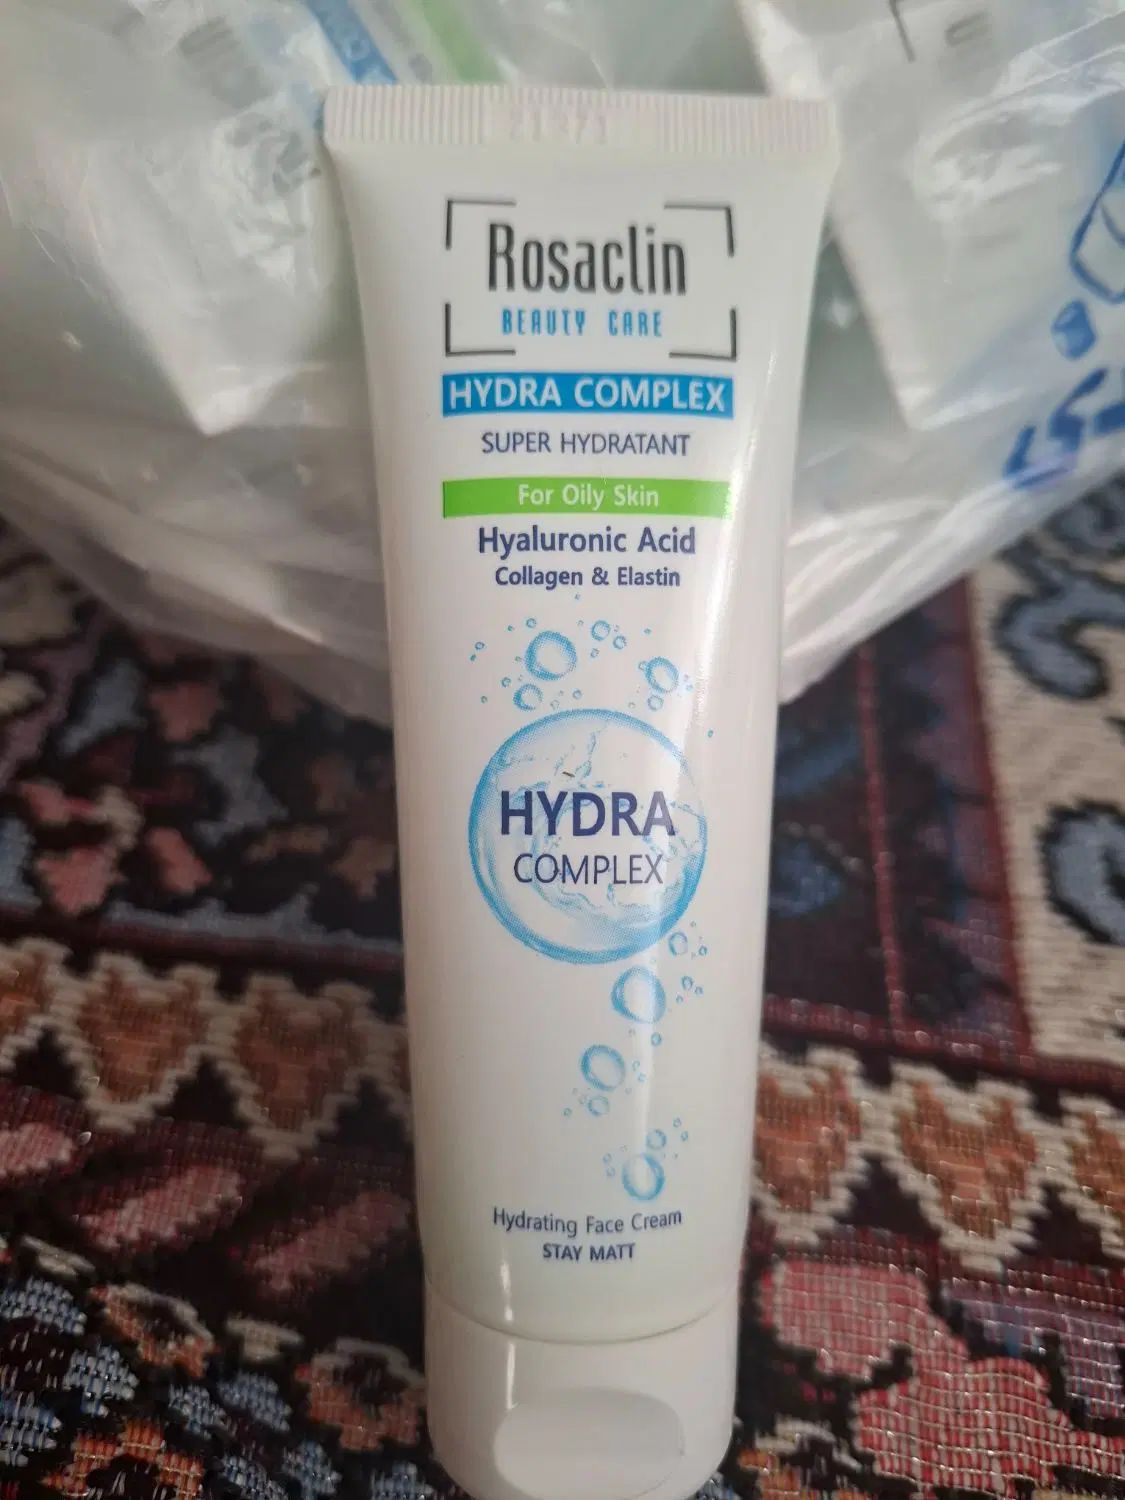 Rosaclin
BEAUTY CARE
HYDRA COMPLEX
SUPER HYDRATANT
For Oily Skin
Hyaluronic Acid
Collagen & Elastin
HYDRA
COMPLEX
Hydrating Face Cream
STAY MATT